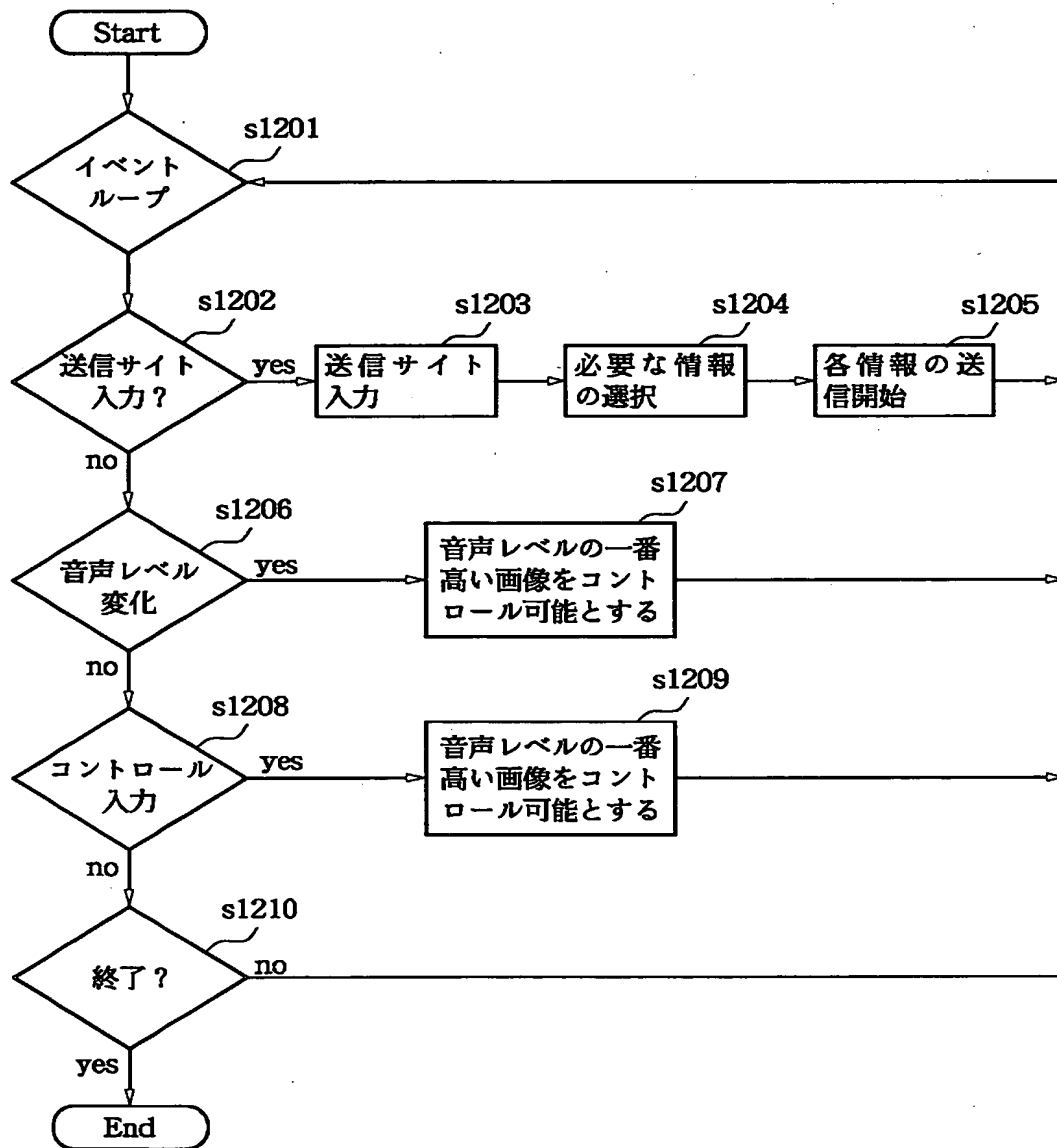 Start
s1201
イベント
ループ
s1202
送信サイト
入力？
yes
s1203
送信サイト
入力
s1204
必要な情報
の選択
s1205
各情報の送
信開始
no
s1206
音声レベル
変化
yes
s1207
音声レベルの一番
高い画像をコント
ロール可能とする
no
s1208
コントロール
入力
yes
s1209
音声レベルの一番
高い画像をコント
ロール可能とする
no
s1210
終了？
no
yes
End